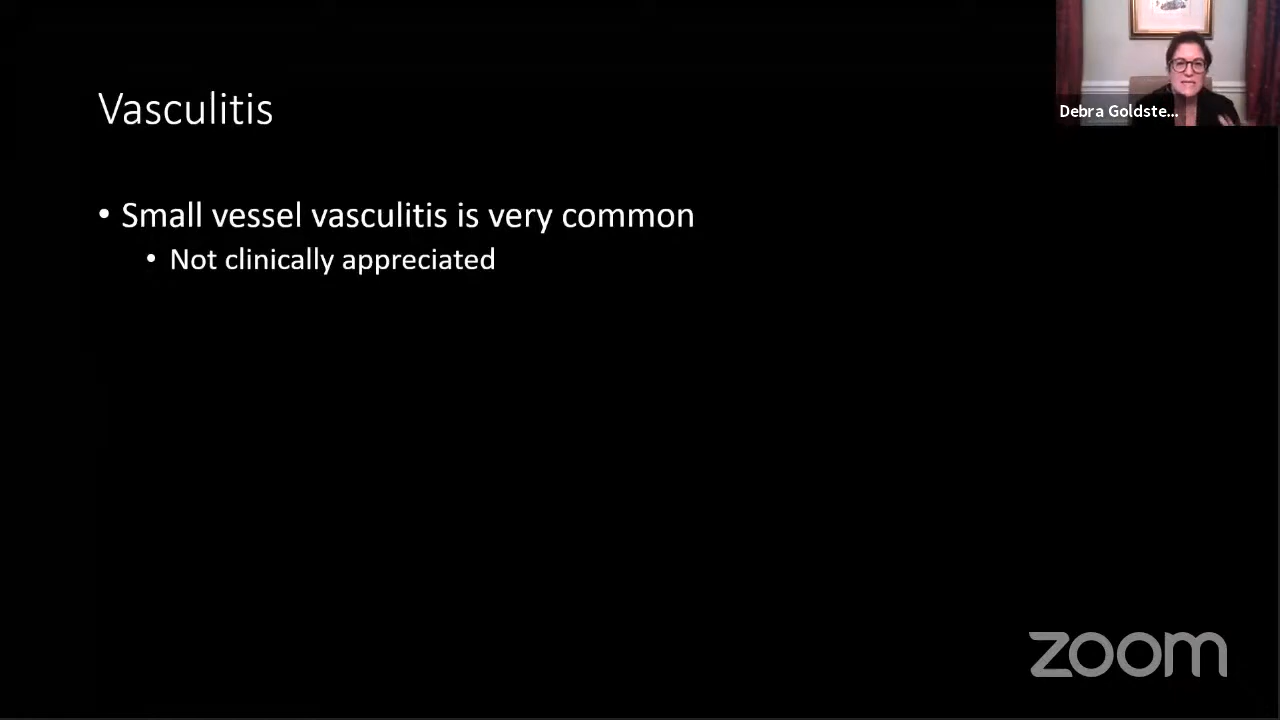 Vasculitis
Debra Goldste...
• Small vessel vasculitis is very common
• Not clinically appreciated
zoom